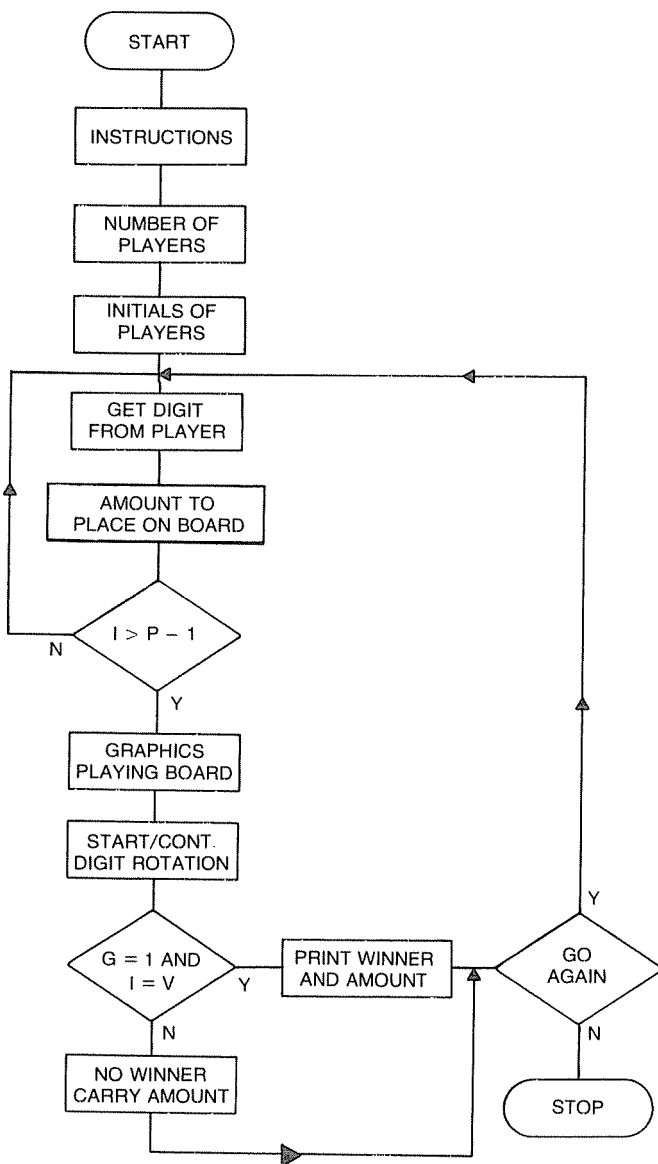 START
INSTRUCTIONS
NUMBER OF
PLAYERS
INITIALS OF
PLAYERS
GET DIGIT
FROM PLAYER
AMOUNT TO
PLACE ON BOARD
I > P – 1
N
Y
GRAPHICS
PLAYING BOARD
START/CONT.
DIGIT ROTATION
G = 1 AND
I = V
Y
N
PRINT WINNER
AND AMOUNT
NO WINNER
CARRY AMOUNT
Y
GO
AGAIN
N
STOP